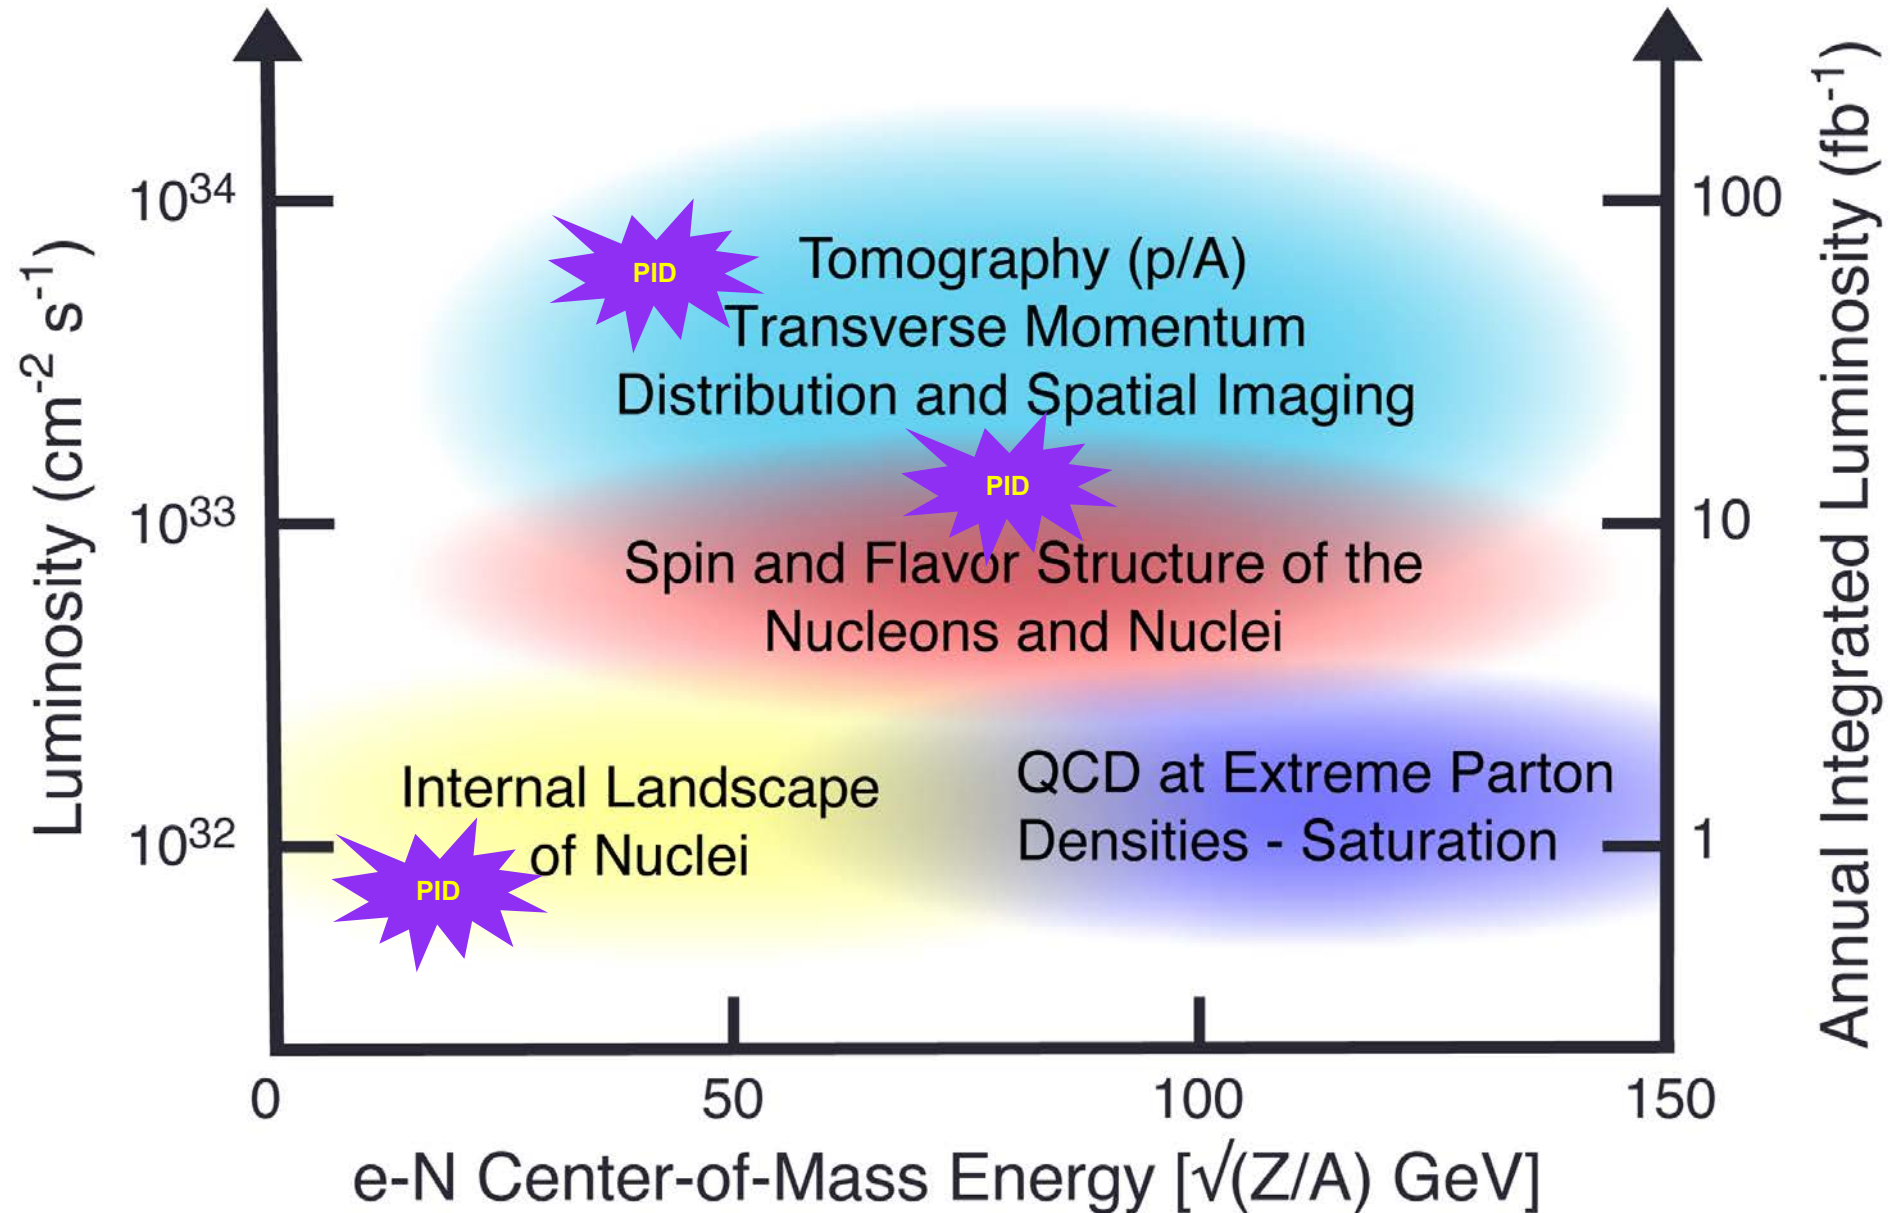 Luminosity (cm-2 s-1)
Annual Integrated Luminosity (fb-1)
1034
1033
1032
100
10
1
PID
Tomography (p/A)
Transverse Momentum
Distribution and Spatial Imaging
PID
Spin and Flavor Structure of the
Nucleons and Nuclei
Internal Landscape
of Nuclei
PID
QCD at Extreme Parton
Densities - Saturation
0
50
100
150
e-N Center-of-Mass Energy [√(Z/A) GeV]